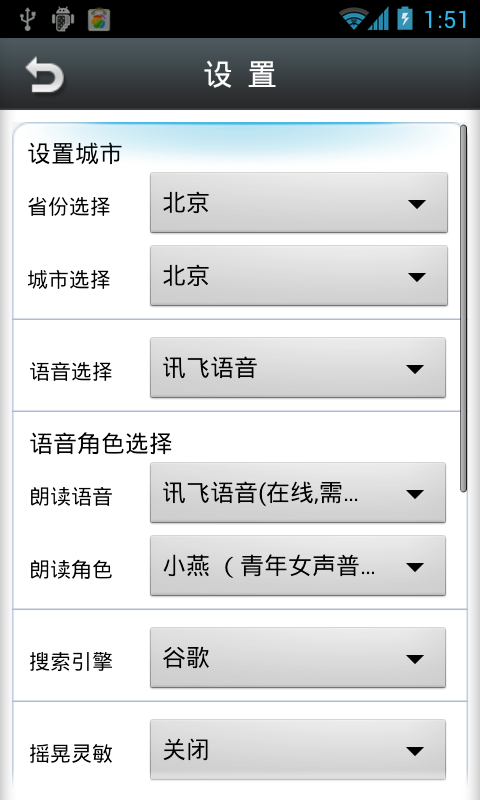 1:51
设置
设置城市
省份选择 北京
城市选择 北京
语音选择 讯飞语音
语音角色选择
朗读语音 讯飞语音(在线,需...
朗读角色 小燕（青年女声普...
搜索引擎 谷歌
摇晃灵敏 关闭